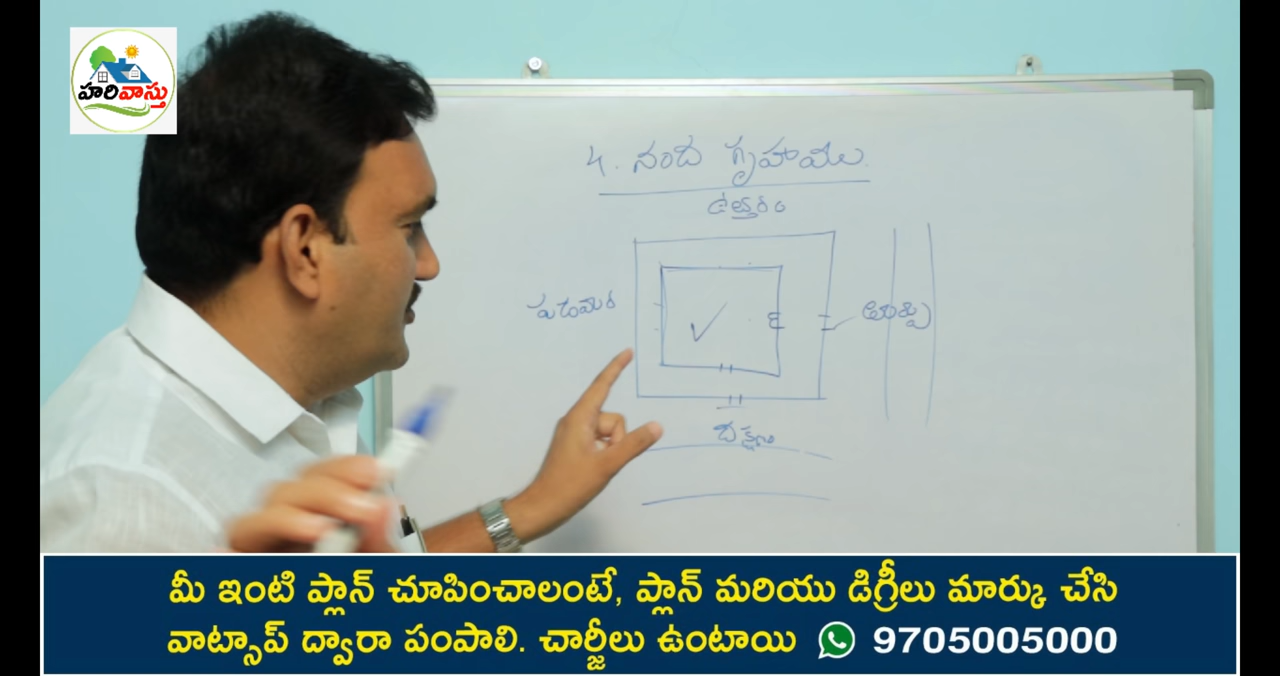 హరివాస్తు
4. నంది గృహాములు.
ఉత్తరం
పడమర
తూర్పు
దక్షిణం
మీ ఇంటి ప్లాన్ చూపించాలంటే, ప్లాన్ మరియు డిగ్రీలు మార్కు చేసి
వాట్సాప్ ద్వారా పంపాలి. చార్జీలు ఉంటాయి 9705005000